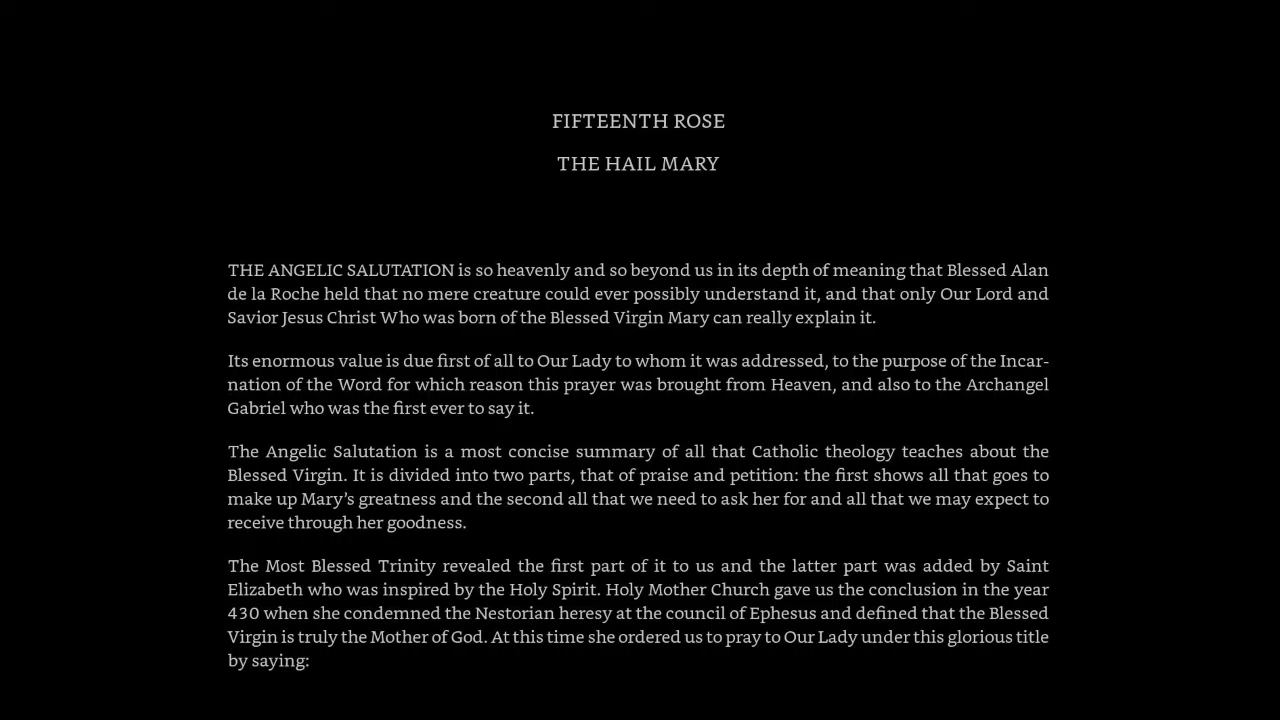 FIFTEENTH ROSE
THE HAIL MARY
THE ANGELIC SALUTATION is so heavenly and so beyond us in its depth of meaning that Blessed Alan
de la Roche held that no mere creature could ever possibly understand it, and that only Our Lord and
Savior Jesus Christ Who was born of the Blessed Virgin Mary can really explain it.
Its enormous value is due first of all to Our Lady to whom it was addressed, to the purpose of the Incar-
nation of the Word for which reason this prayer was brought from Heaven, and also to the Archangel
Gabriel who was the first ever to say it.
The Angelic Salutation is a most concise summary of all that Catholic theology teaches about the
Blessed Virgin. It is divided into two parts, that of praise and petition: the first shows all that goes to
make up Mary’s greatness and the second all that we need to ask her for and all that we may expect to
receive through her goodness.
The Most Blessed Trinity revealed the first part of it to us and the latter part was added by Saint
Elizabeth who was inspired by the Holy Spirit. Holy Mother Church gave us the conclusion in the year
430 when she condemned the Nestorian heresy at the council of Ephesus and defined that the Blessed
Virgin is truly the Mother of God. At this time she ordered us to pray to Our Lady under this glorious title
by saying: